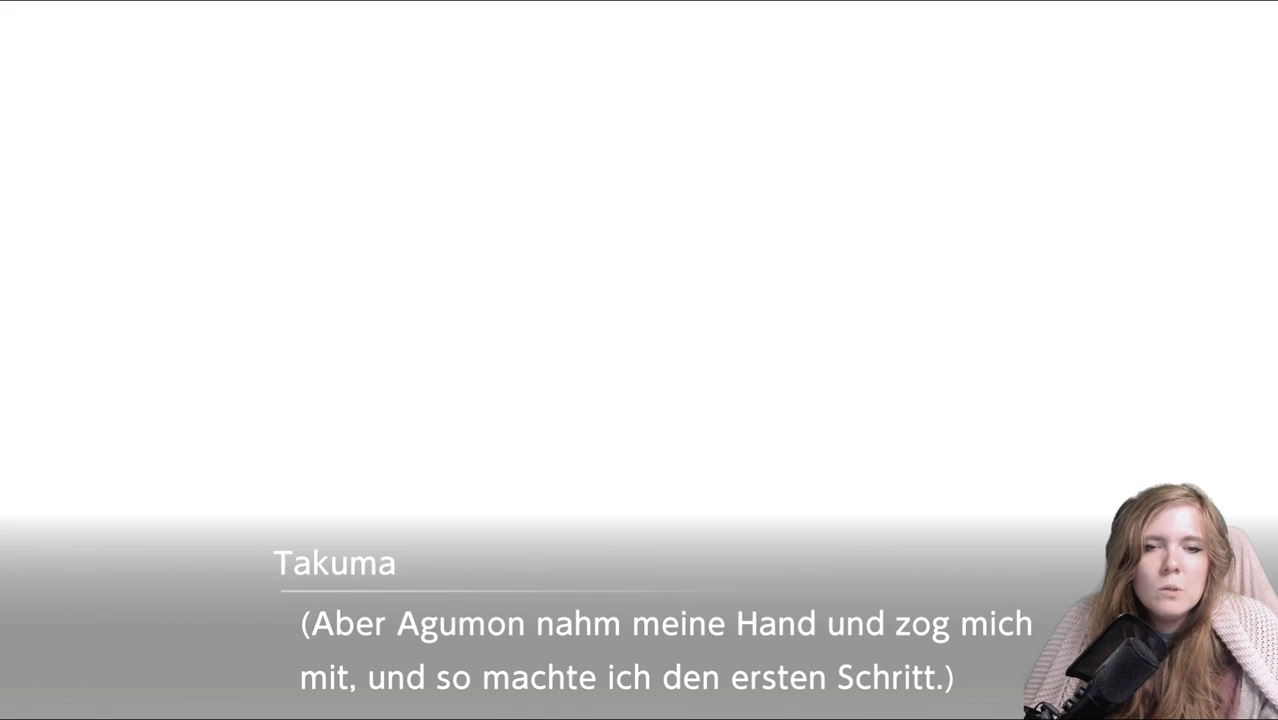 Takuma
(Aber Agumon nahm meine Hand und zog mich
mit, und so machte ich den ersten Schritt.)